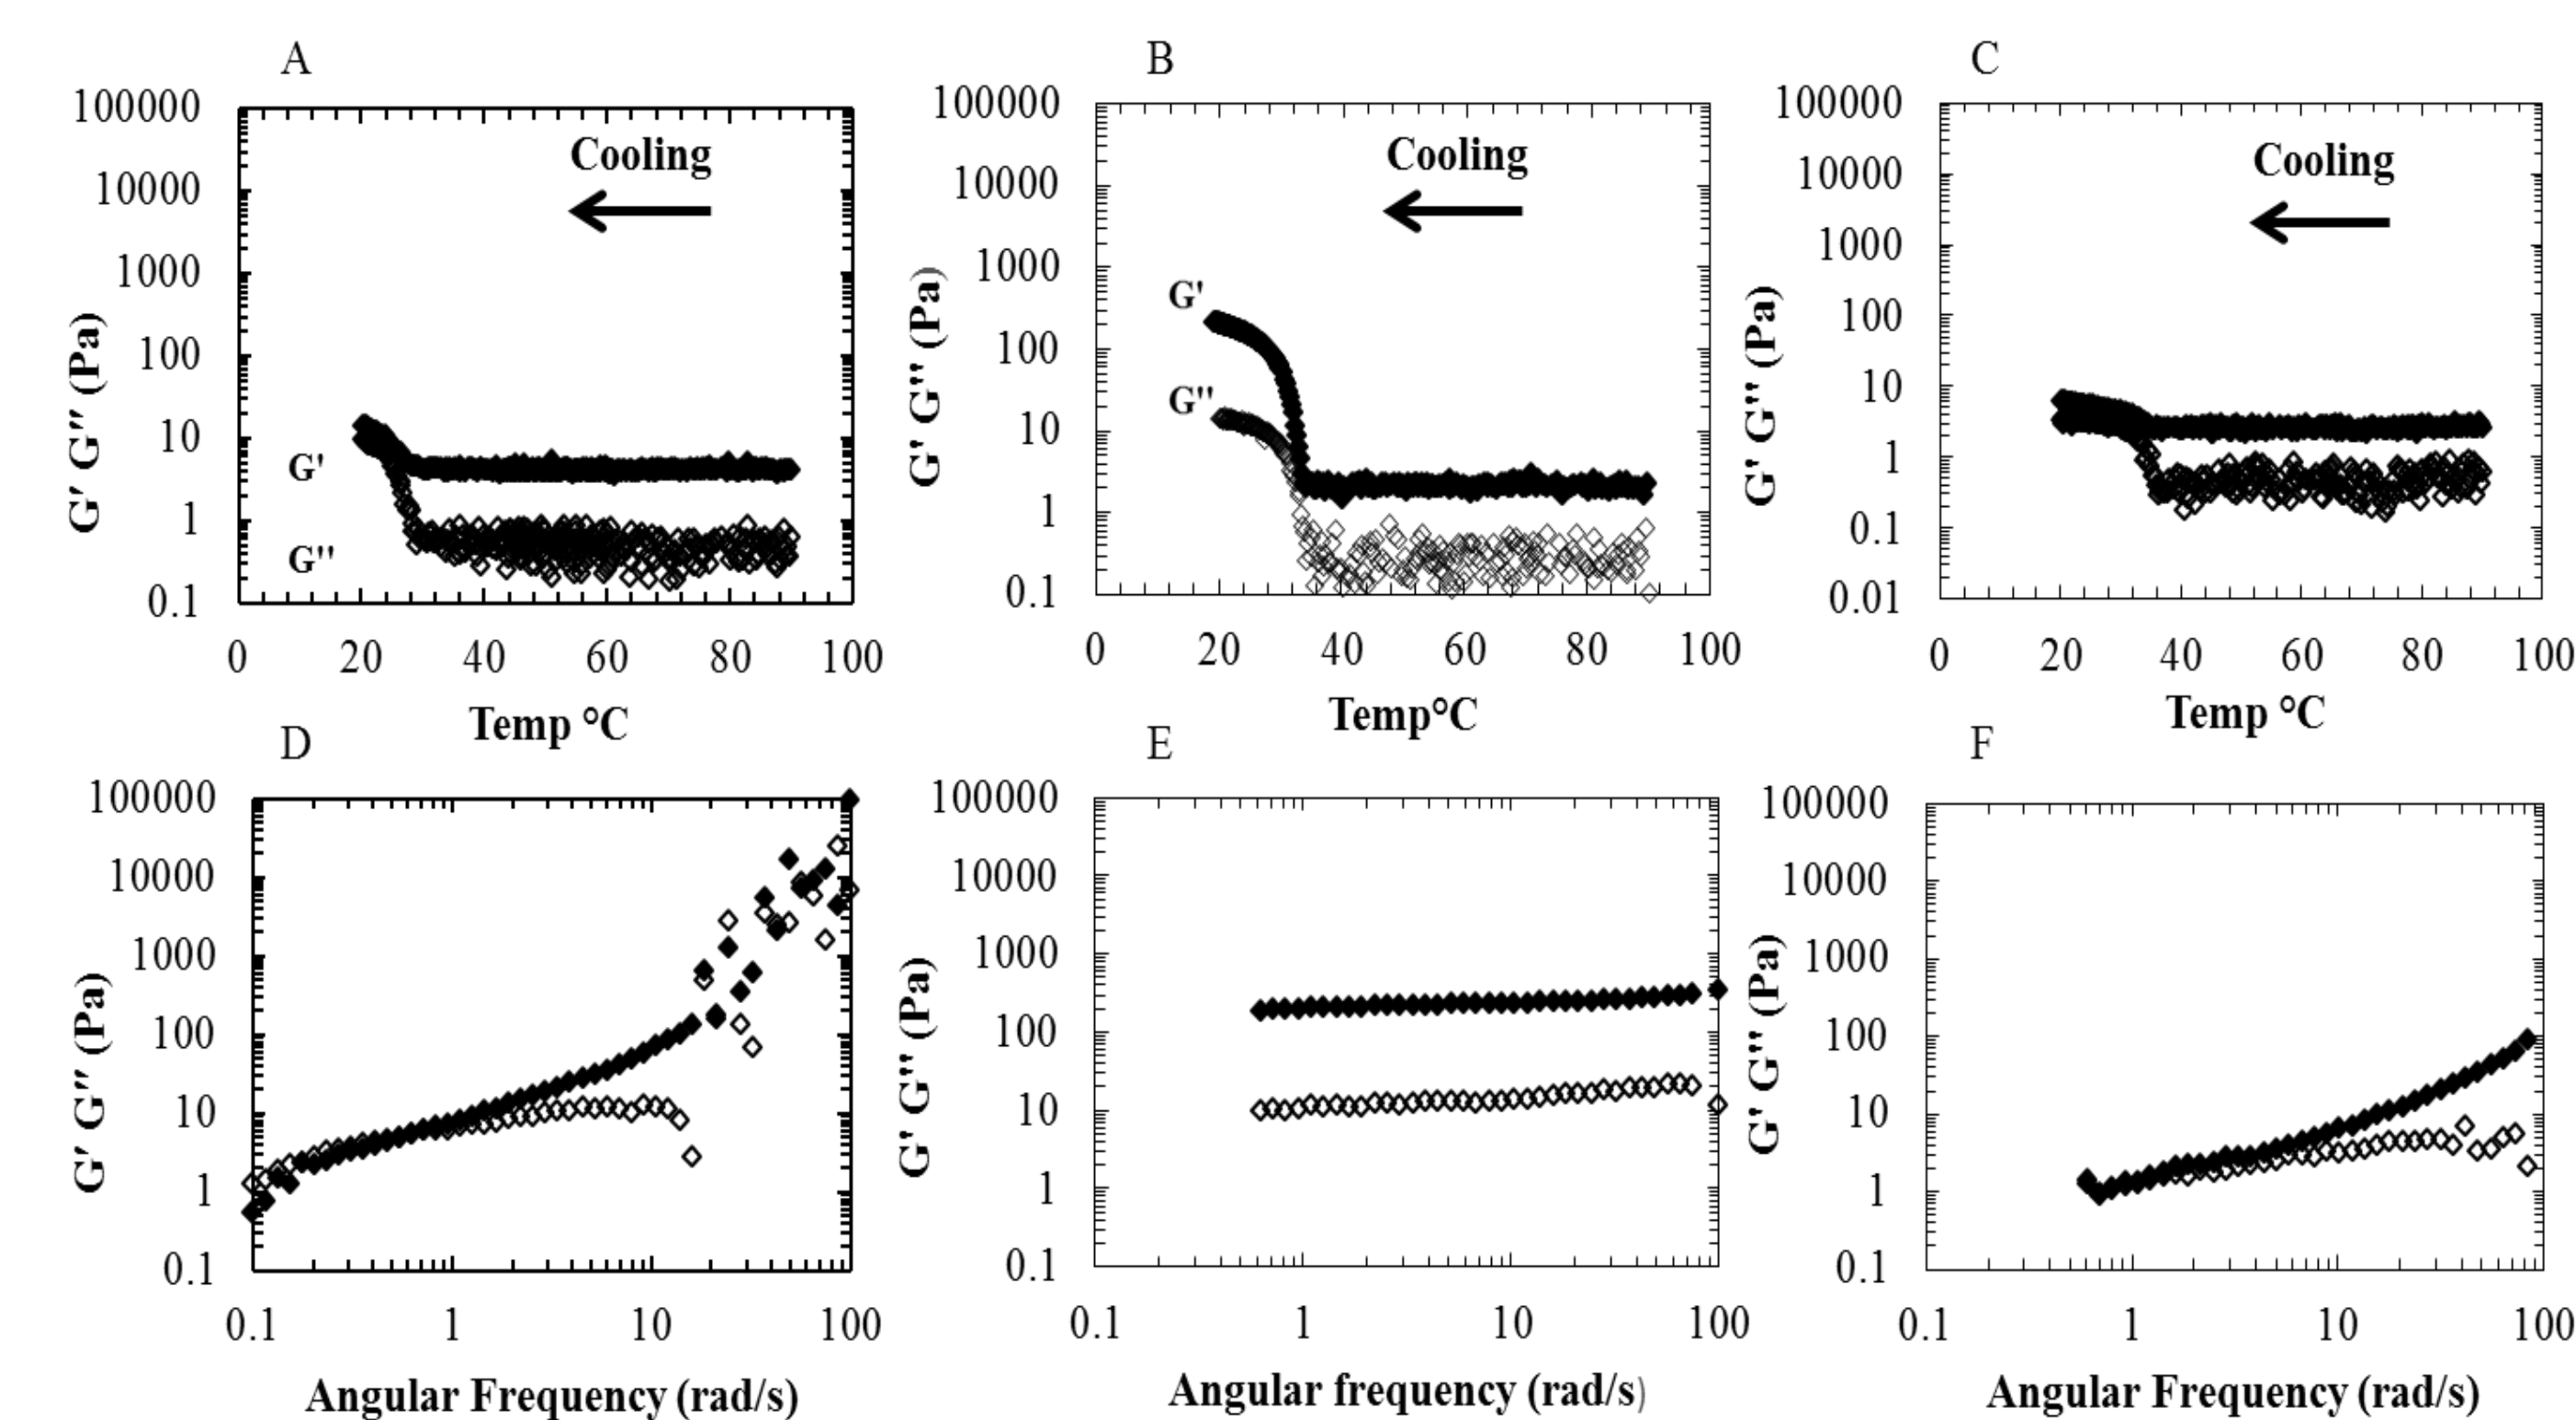 A
100000
10000
1000
100
10
1
0.1
G′ G″ (Pa)
Cooling
G'
G''
0 20 40 60 80 100
Temp °C
B
100000
10000
1000
100
10
1
0.1
G' G'' (Pa)
Cooling
G'
G''
0 20 40 60 80 100
Temp°C
C
100000
10000
1000
100
10
1
0.1
0.01
G' G'' (Pa)
Cooling
0 20 40 60 80 100
Temp °C
D
100000
10000
1000
100
10
1
0.1
G′ G″ (Pa)
0.1 1 10 100
Angular Frequency (rad/s)
E
100000
10000
1000
100
10
1
0.1
G' G'' (Pa)
0.1 1 10 100
Angular frequency (rad/s)
F
100000
10000
1000
100
10
1
0.1
G' G'' (Pa)
0.1 1 10 100
Angular Frequency (rad/s)